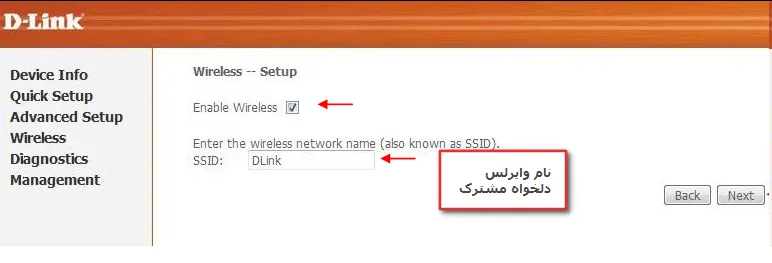 D-Link
Device Info
Quick Setup
Advanced Setup
Wireless
Diagnostics
Management
Wireless -- Setup
Enable Wireless
Enter the wireless network name (also known as SSID).
SSID: DLink
نام وایرلس
دلخواه مشترک
Back Next